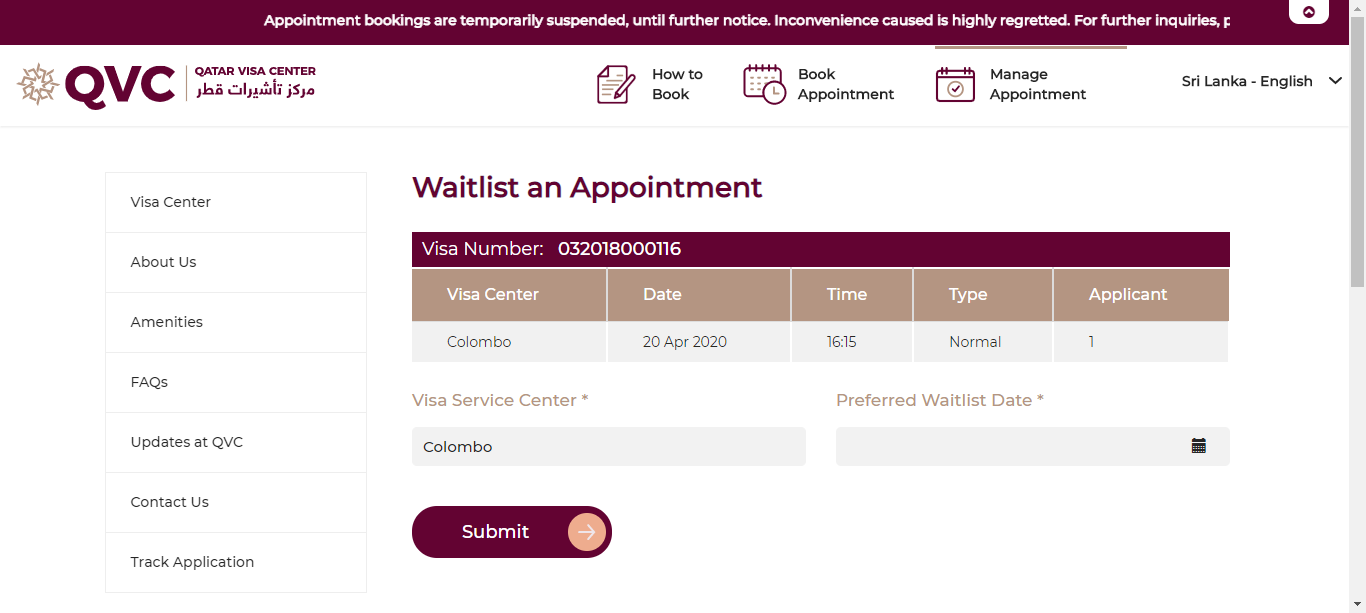 Appointment bookings are temporarily suspended, until further notice. Inconvenience caused is highly regretted. For further inquiries,
QVC
QATAR VISA CENTER
مركز تأشيرات قطر
How to
Book
Book
Appointment
Manage
Appointment
Sri Lanka - English
Visa Center
About Us
Amenities
FAQs
Updates at QVC
Contact Us
Track Application
Waitlist an Appointment
Visa Number: 032018000116
Visa Center Date Time Type Applicant
Colombo 20 Apr 2020 16:15 Normal 1
Visa Service Center * Preferred Waitlist Date *
Colombo
Submit